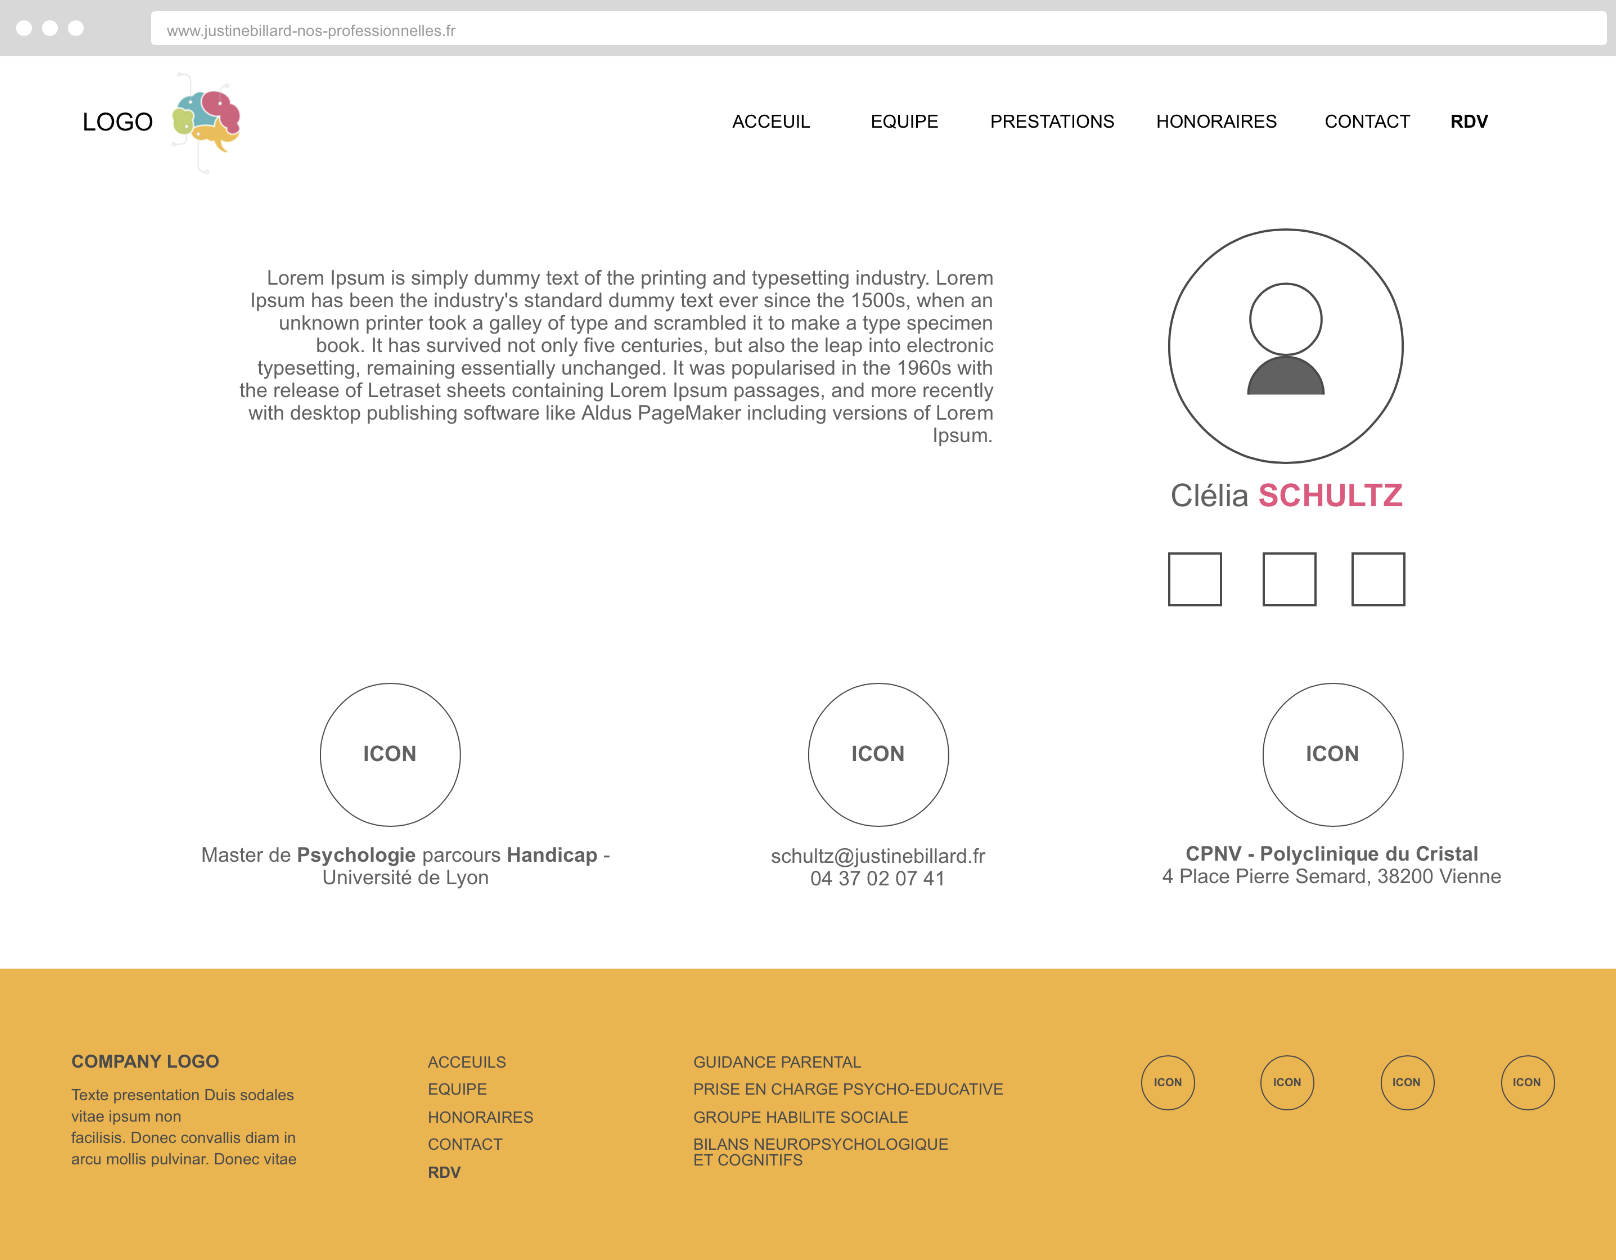 www.justinebillard-nos-professionnelles.fr
LOGO
ACCEUIL EQUIPE PRESTATIONS HONORAIRES CONTACT RDV
Lorem Ipsum is simply dummy text of the printing and typesetting industry. Lorem
Ipsum has been the industry's standard dummy text ever since the 1500s, when an
unknown printer took a galley of type and scrambled it to make a type specimen
book. It has survived not only five centuries, but also the leap into electronic
typesetting, remaining essentially unchanged. It was popularised in the 1960s with
the release of Letraset sheets containing Lorem Ipsum passages, and more recently
with desktop publishing software like Aldus PageMaker including versions of Lorem
Ipsum.
Clélia SCHULTZ
ICON
Master de Psychologie parcours Handicap -
Université de Lyon
ICON
schultz@justinebillard.fr
04 37 02 07 41
ICON
CPNV - Polyclinique du Cristal
4 Place Pierre Semard, 38200 Vienne
COMPANY LOGO
Texte presentation Duis sodales
vitae ipsum non
facilisis. Donec convallis diam in
arcu mollis pulvinar. Donec vitae
ACCEUILS
EQUIPE
HONORAIRES
CONTACT
RDV
GUIDANCE PARENTAL
PRISE EN CHARGE PSYCHO-EDUCATIVE
GROUPE HABILITE SOCIALE
BILANS NEUROPSYCHOLOGIQUE
ET COGNITIFS
ICON ICON ICON ICON